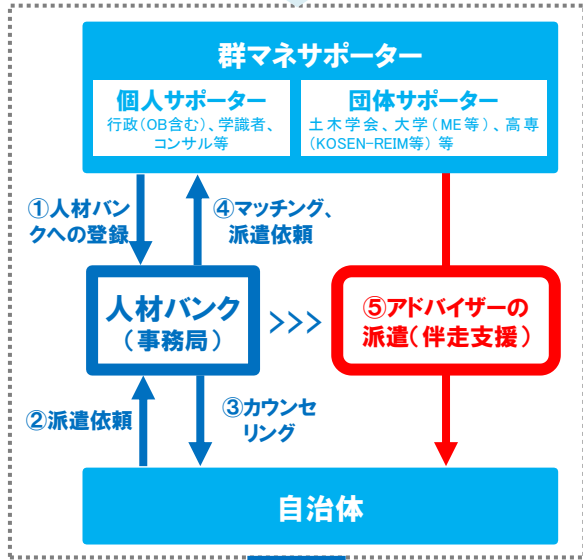 群マネサポーター
個人サポーター
行政(OB含む)、学識者、
コンサル等
団体サポーター
土木学会、大学(ME等)、高専
(KOSEN-REIM等) 等
①人材バン
クへの登録
④マッチング、
派遣依頼
人材バンク
(事務局)
>>>
⑤アドバイザーの
派遣(伴走支援)
②派遣依頼
③カウンセ
リング
自治体